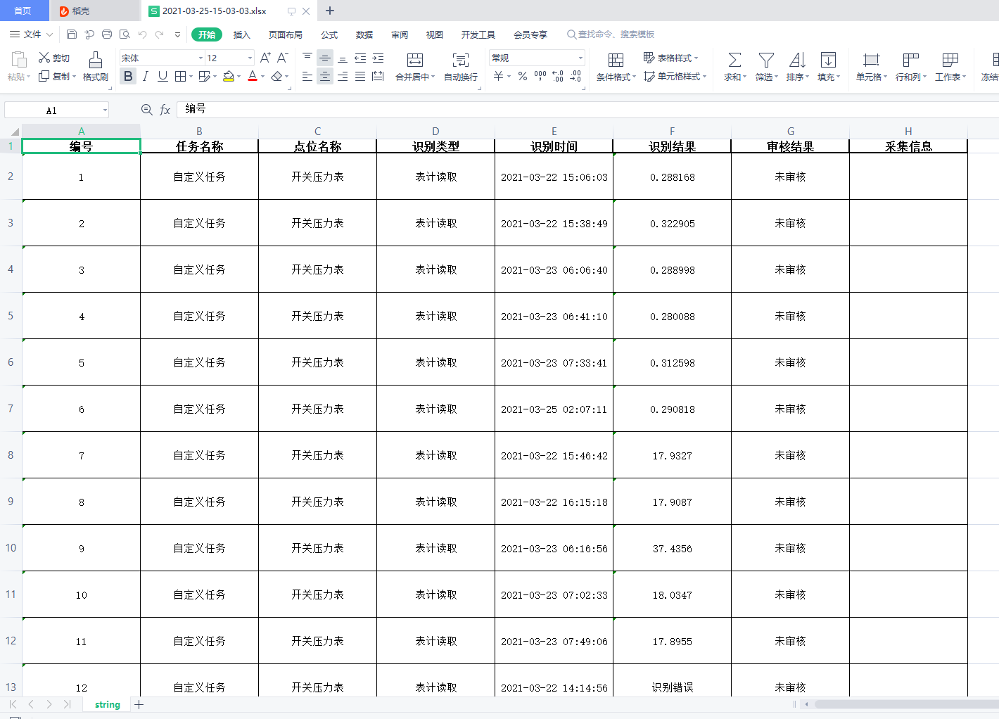 首页 稻壳 S 2021-03-25-15-03-03.xlsx +
文件 开始 插入 页面布局 公式 数据 审阅 视图 开发工具 会员专享 查找命令、搜索模板
粘贴 剪切 复制 格式刷 宋体 12 A+ A- B I U A 合并居中 自动换行 常规 ¥ % 000 .00 条件格式 表格样式 单元格样式 求和 筛选 排序 填充 单元格 行和列 工作表 冻结
A1 fx 编号
A B C D E F G H
1 编号 任务名称 点位名称 识别类型 识别时间 识别结果 审核结果 采集信息
2 1 自定义任务 开关压力表 表计读取 2021-03-22 15:06:03 0.288168 未审核
3 2 自定义任务 开关压力表 表计读取 2021-03-22 15:38:49 0.322905 未审核
4 3 自定义任务 开关压力表 表计读取 2021-03-23 06:06:40 0.288998 未审核
5 4 自定义任务 开关压力表 表计读取 2021-03-23 06:41:10 0.280088 未审核
6 5 自定义任务 开关压力表 表计读取 2021-03-23 07:33:41 0.312598 未审核
7 6 自定义任务 开关压力表 表计读取 2021-03-25 02:07:11 0.290818 未审核
8 7 自定义任务 开关压力表 表计读取 2021-03-22 15:46:42 17.9327 未审核
9 8 自定义任务 开关压力表 表计读取 2021-03-22 16:15:18 17.9087 未审核
10 9 自定义任务 开关压力表 表计读取 2021-03-23 06:16:56 37.4356 未审核
11 10 自定义任务 开关压力表 表计读取 2021-03-23 07:02:33 18.0347 未审核
12 11 自定义任务 开关压力表 表计读取 2021-03-23 07:49:06 17.8955 未审核
13 12 自定义任务 开关压力表 表计读取 2021-03-22 14:14:56 识别错误 未审核
string +